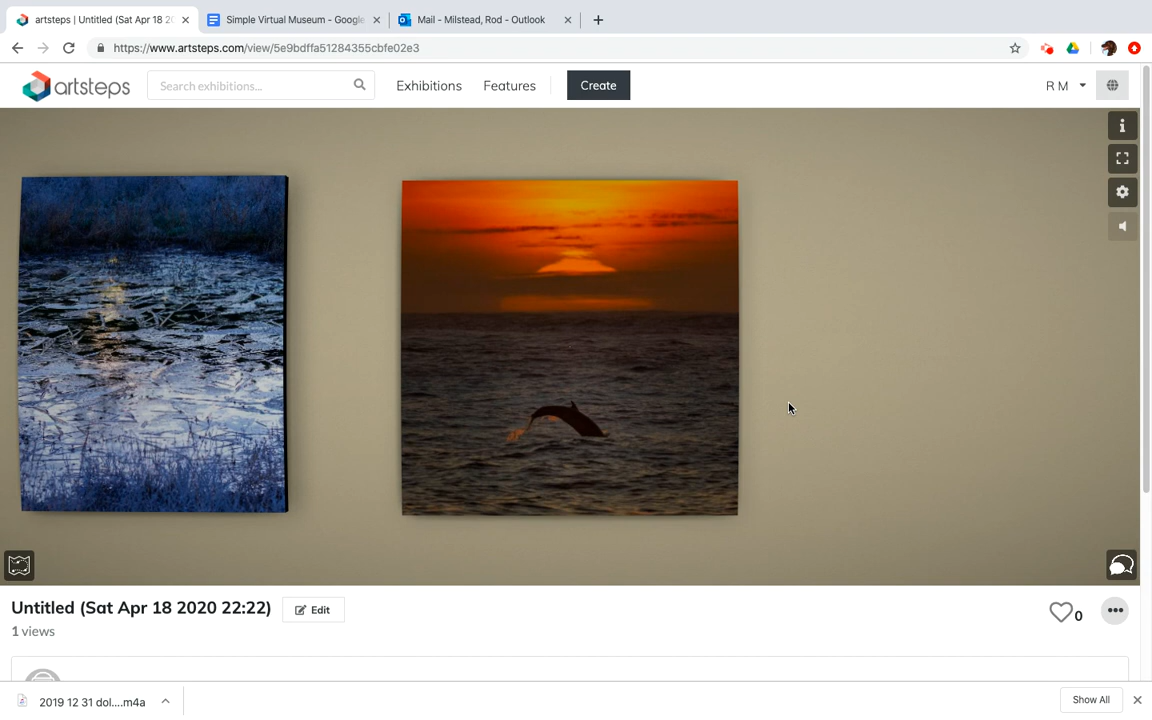 artsteps | Untitled (Sat Apr 18 20
Simple Virtual Museum - Google
Mail - Milstead, Rod - Outlook
https://www.artsteps.com/view/5e9bdffa51284355cbfe02e3
artsteps
Search exhibitions...
Exhibitions
Features
Create
R M
Untitled (Sat Apr 18 2020 22:22)
Edit
0
1 views
2019 12 31 dol....m4a
Show All